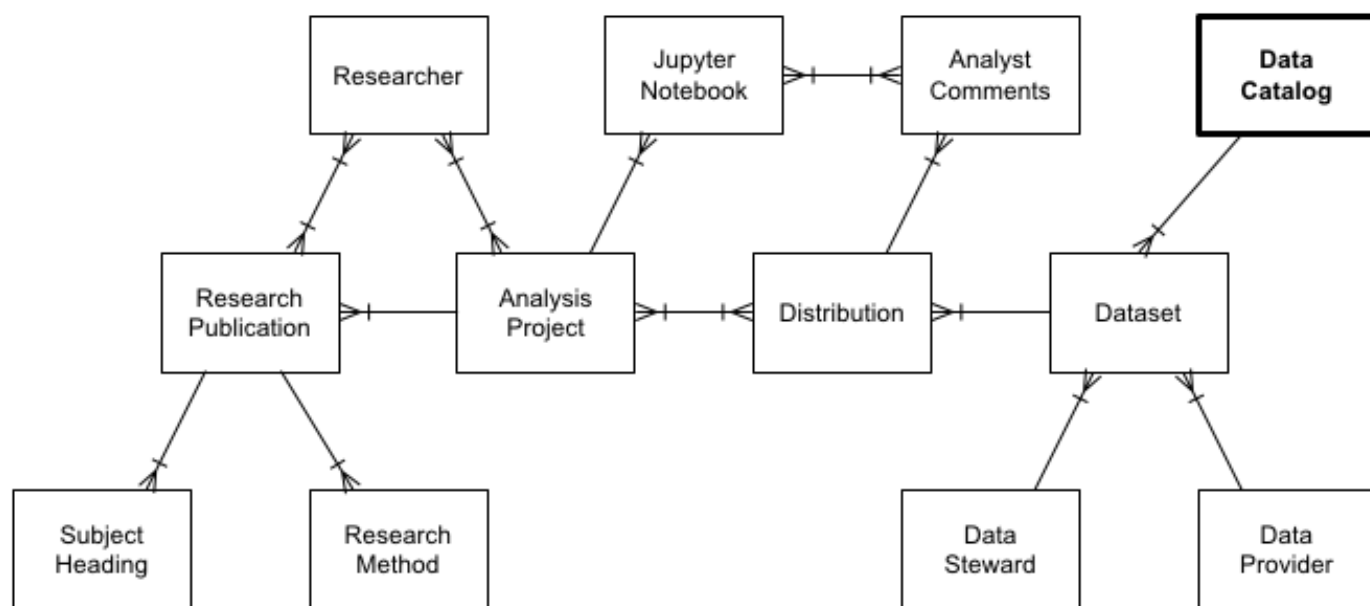 Researcher
Jupyter
Notebook
Analyst
Comments
Data
Catalog
Research
Publication
Analysis
Project
Distribution
Dataset
Subject
Heading
Research
Method
Data
Steward
Data
Provider